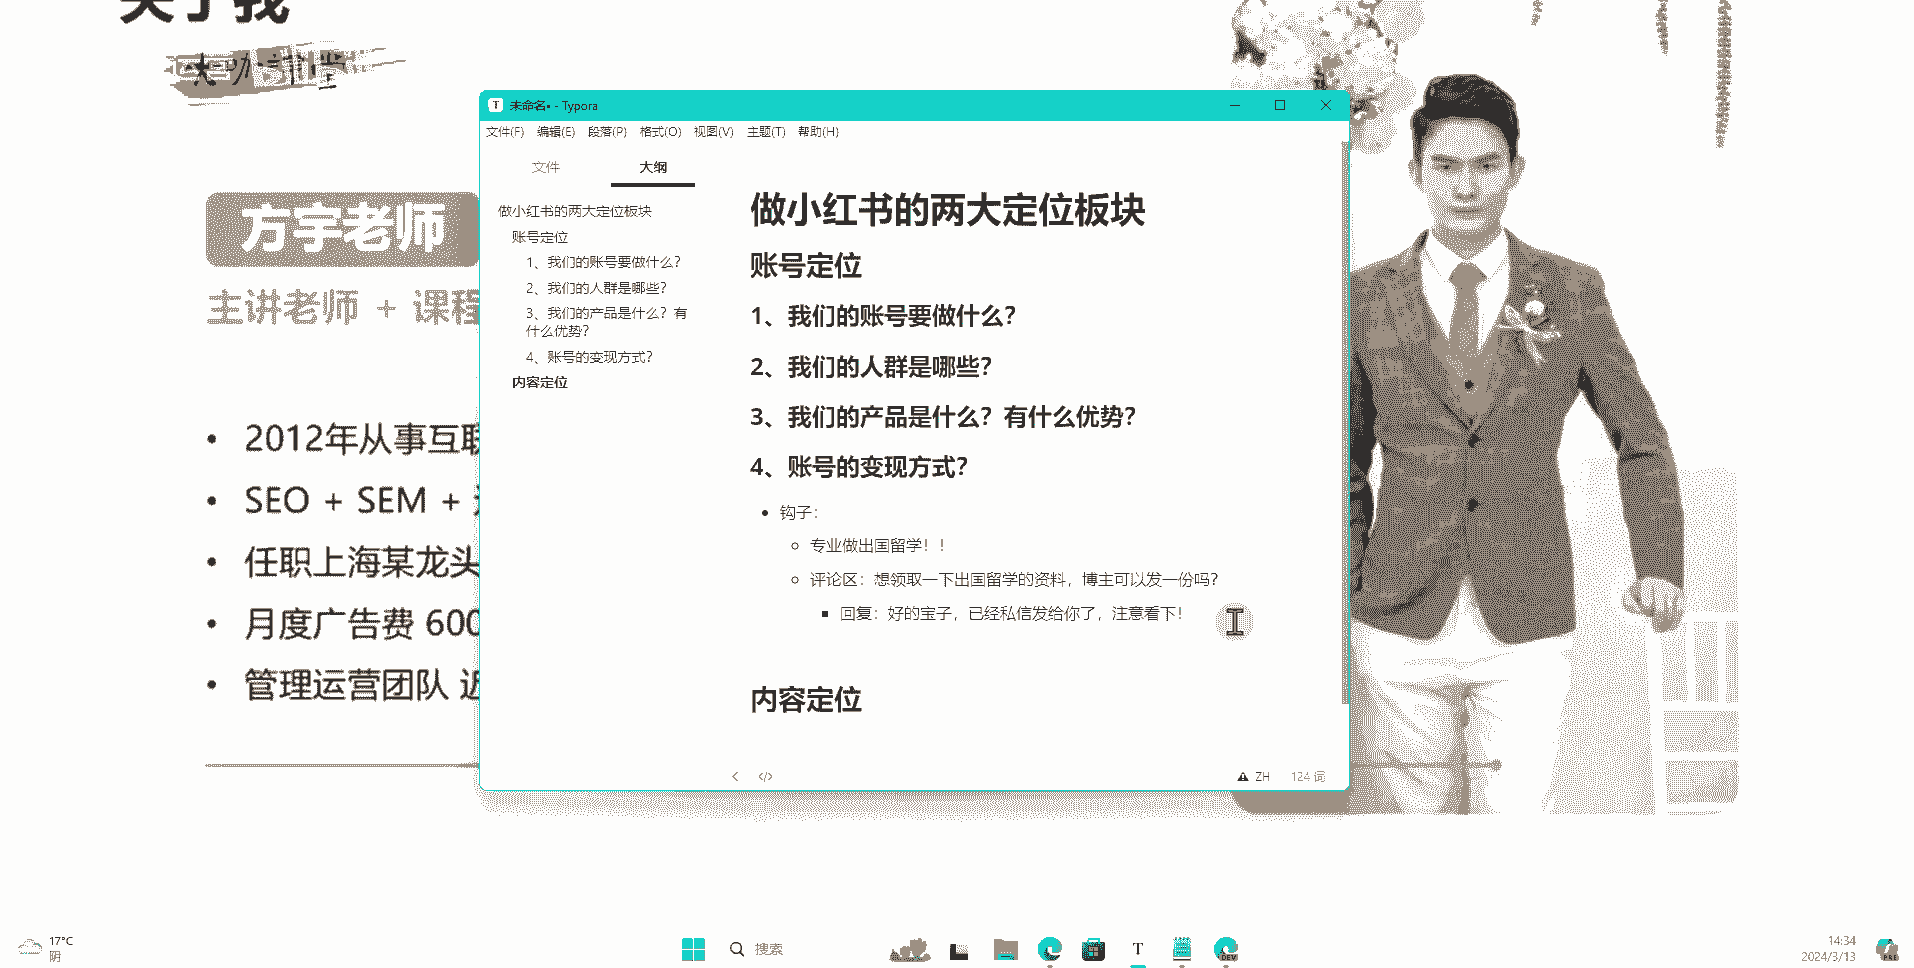 关于我
大咖讲堂
方宇老师
主讲老师 + 课程
• 2012年从事互联
• SEO + SEM +
• 任职上海某龙头
• 月度广告费 600
• 管理运营团队 近
未命名• - Typora
文件(F) 编辑(E) 段落(P) 格式(O) 视图(V) 主题(T) 帮助(H)
文件 大纲
做小红书的两大定位板块
账号定位
1、我们的账号要做什么？
2、我们的人群是哪些？
3、我们的产品是什么？有
什么优势？
4、账号的变现方式？
内容定位
做小红书的两大定位板块
账号定位
1、我们的账号要做什么？
2、我们的人群是哪些？
3、我们的产品是什么？有什么优势？
4、账号的变现方式？
钩子：
专业做出国留学！！
评论区：想领取一下出国留学的资料，博主可以发一份吗？
回复：好的宝子，已经私信发给你了，注意看下！
内容定位
ZH 124 词
17°C
阴
搜索
T
DEV
14:34
2024/3/13
PRE